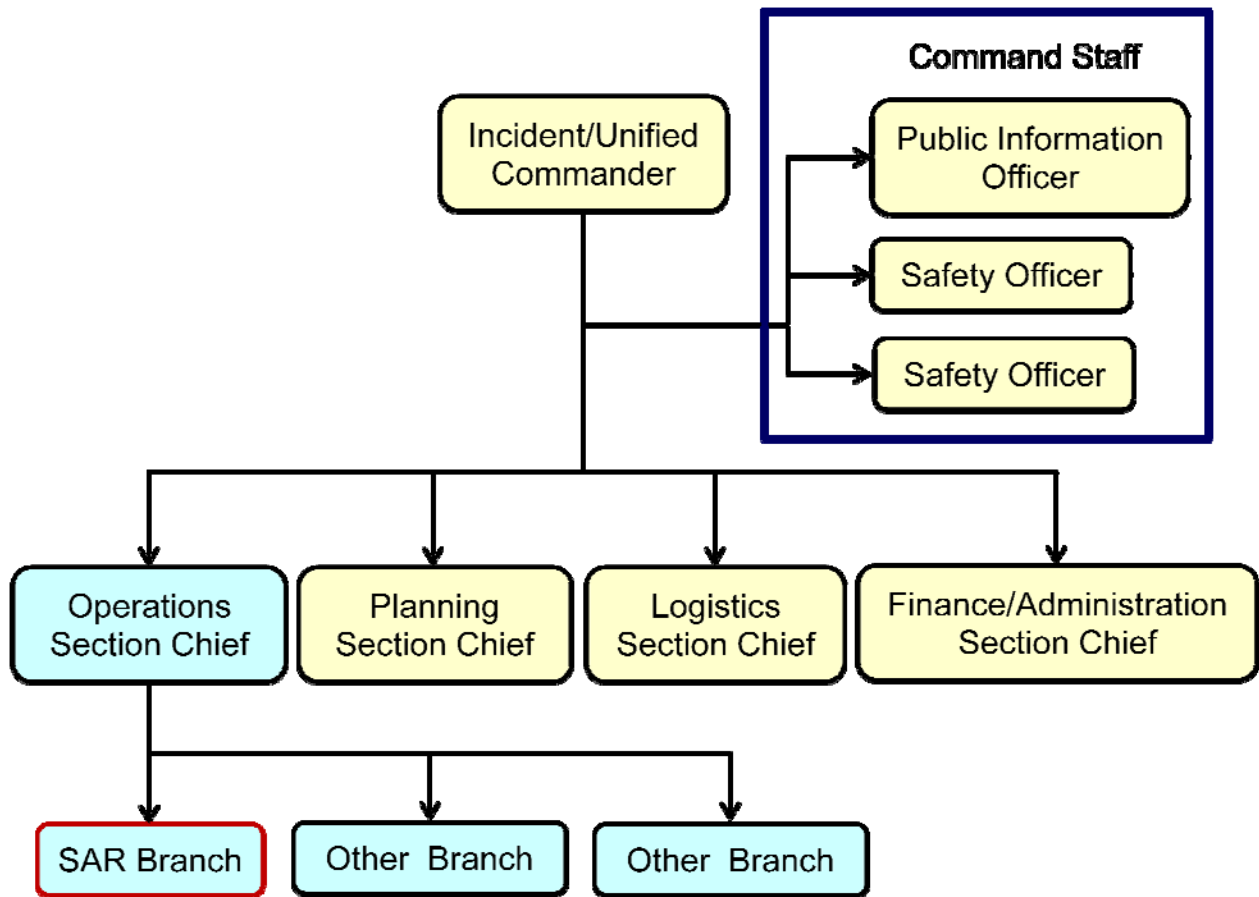 Command Staff
Incident/Unified
Commander
Public Information
Officer
Safety Officer
Safety Officer
Operations
Section Chief
Planning
Section Chief
Logistics
Section Chief
Finance/Administration
Section Chief
SAR Branch
Other Branch
Other Branch